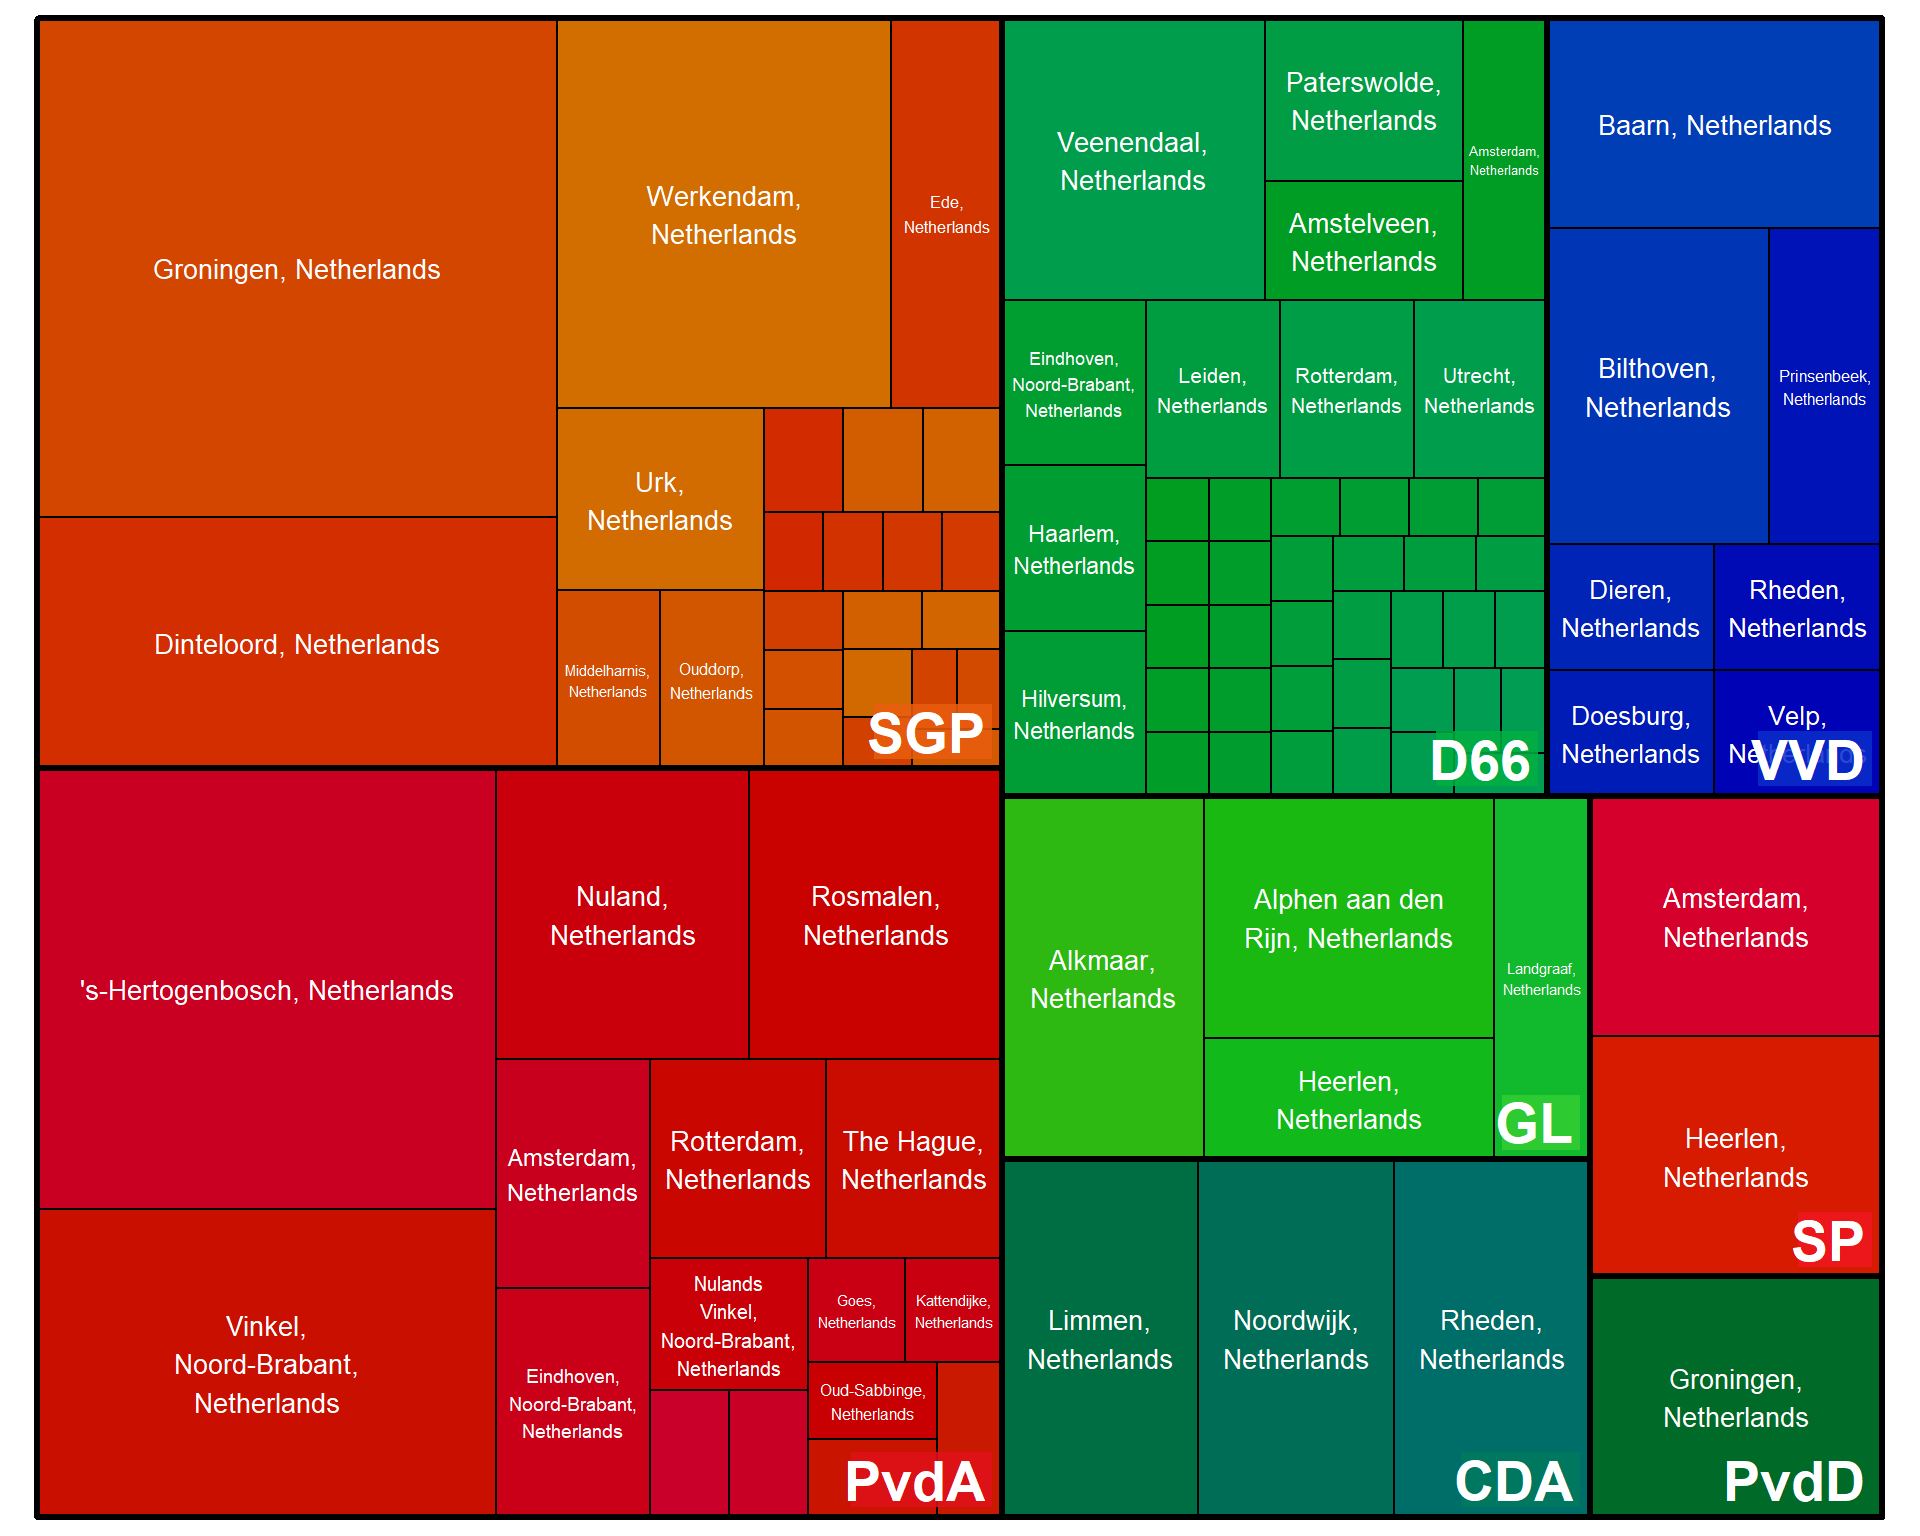 Groningen, Netherlands
Dinteloord, Netherlands
Werkendam,
Netherlands
Ede,
Netherlands
Urk,
Netherlands
Middelharnis,
Netherlands
Ouddorp,
Netherlands
SGP
Veenendaal,
Netherlands
Paterswolde,
Netherlands
Amstelveen,
Netherlands
Amsterdam,
Netherlands
Eindhoven,
Noord-Brabant,
Netherlands
Leiden,
Netherlands
Rotterdam,
Netherlands
Utrecht,
Netherlands
Haarlem,
Netherlands
Hilversum,
Netherlands
D66
Baarn, Netherlands
Bilthoven,
Netherlands
Prinsenbeek,
Netherlands
Dieren,
Netherlands
Rheden,
Netherlands
Doesburg,
Netherlands
Velp,
Netherlands
VVD
's-Hertogenbosch, Netherlands
Vinkel,
Noord-Brabant,
Netherlands
Nuland,
Netherlands
Rosmalen,
Netherlands
Amsterdam,
Netherlands
Rotterdam,
Netherlands
The Hague,
Netherlands
Eindhoven,
Noord-Brabant,
Netherlands
Nulands
Vinkel,
Noord-Brabant,
Netherlands
Goes,
Netherlands
Kattendijke,
Netherlands
Oud-Sabbinge,
Netherlands
PvdA
Alkmaar,
Netherlands
Alphen aan den
Rijn, Netherlands
Heerlen,
Netherlands
Landgraaf,
Netherlands
GL
Limmen,
Netherlands
Noordwijk,
Netherlands
Rheden,
Netherlands
CDA
Amsterdam,
Netherlands
Heerlen,
Netherlands
SP
Groningen,
Netherlands
PvdD